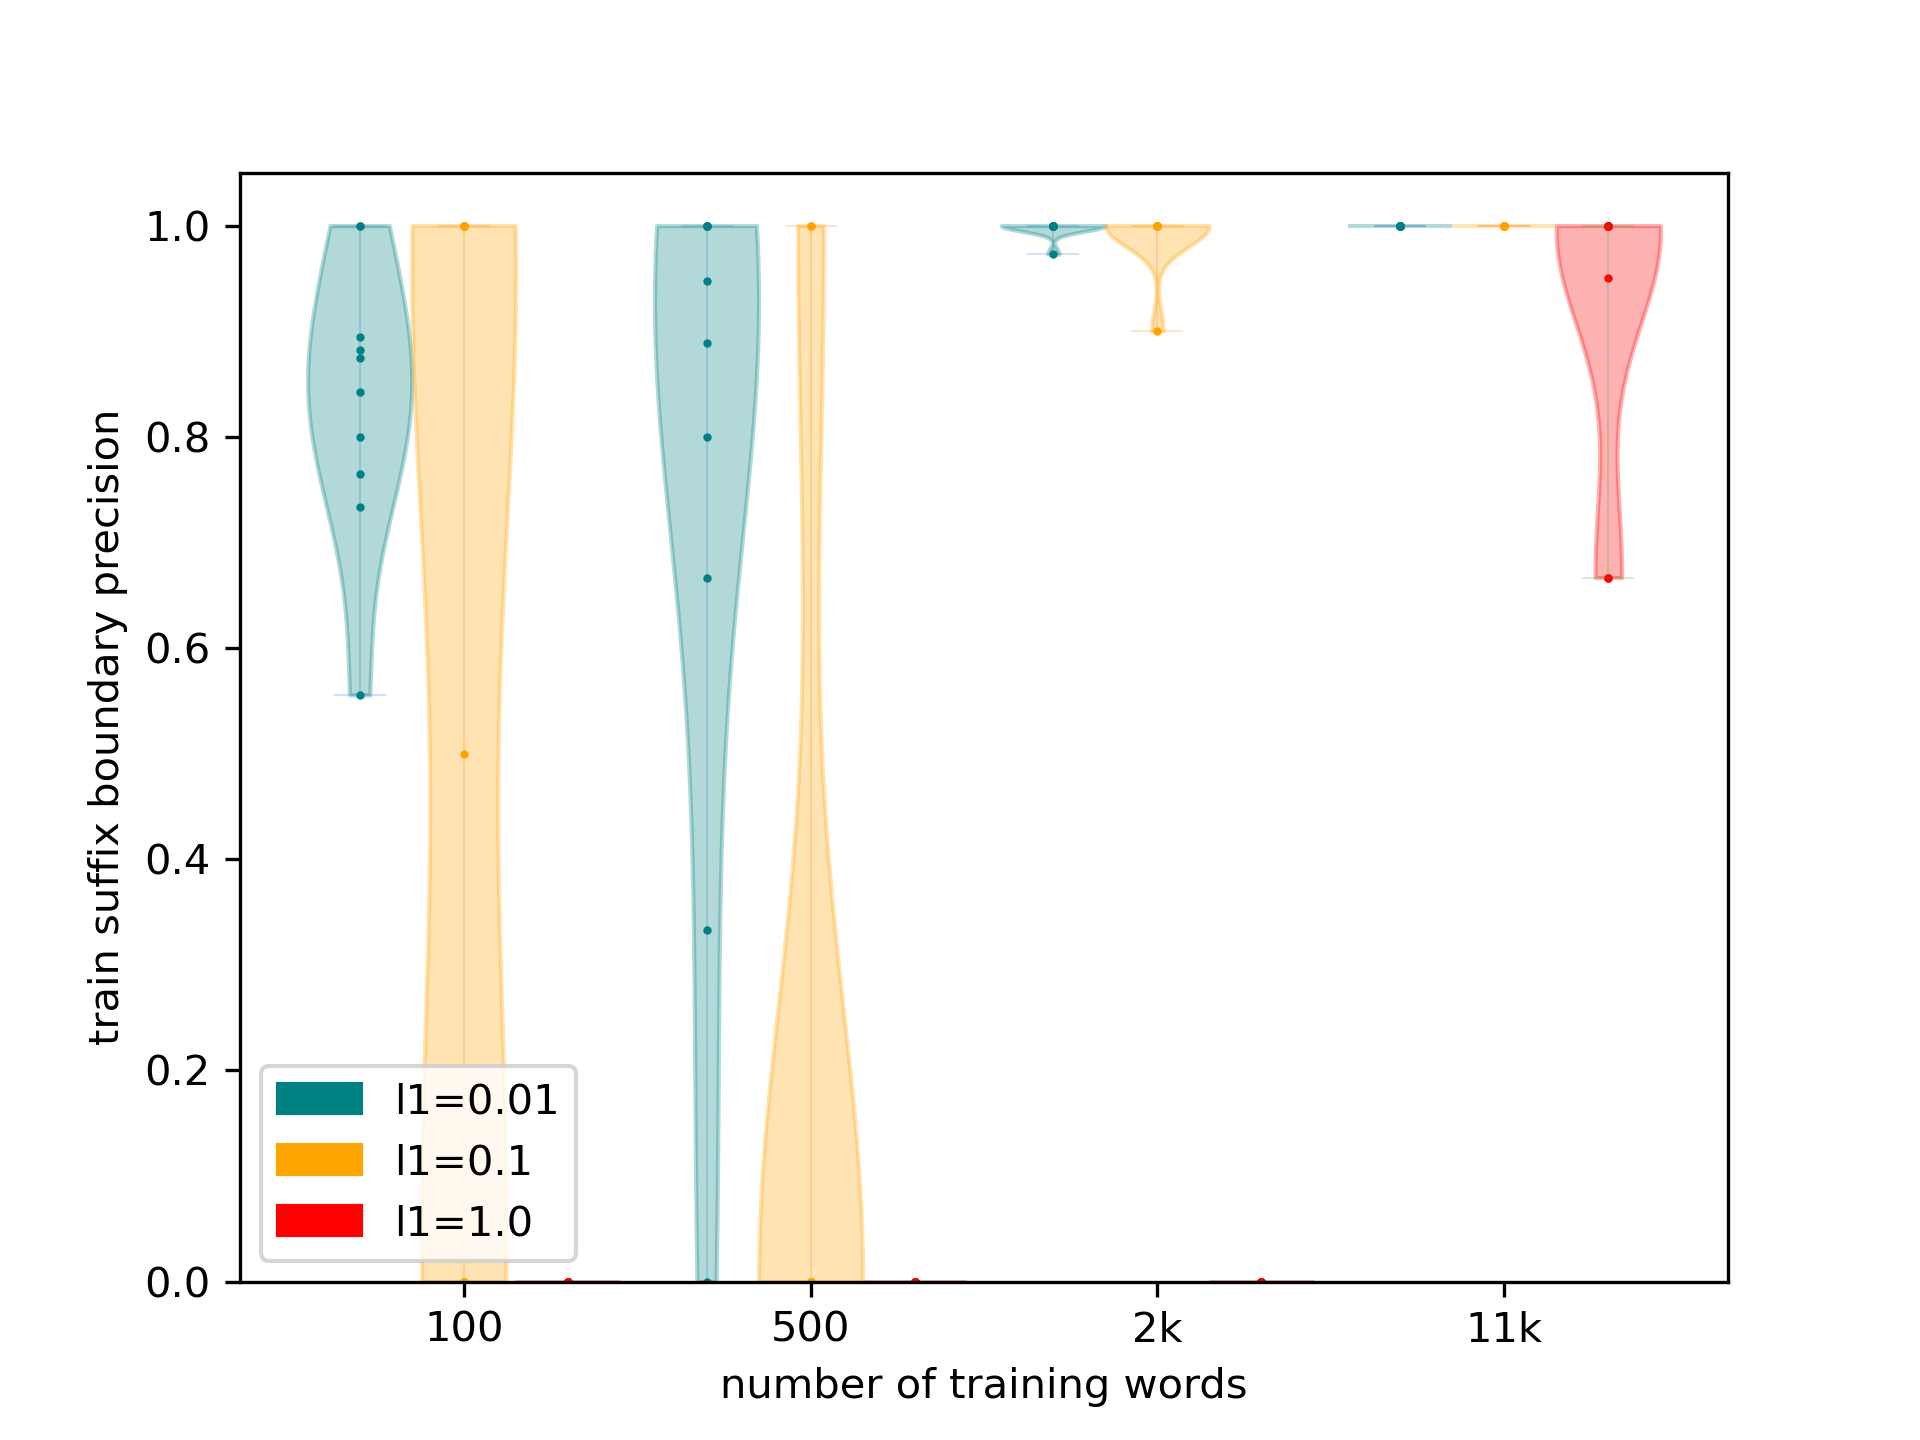 train suffix boundary precision
1.0
0.8
0.6
0.4
0.2
0.0
l1=0.01
l1=0.1
l1=1.0
100 500 2k 11k
number of training words